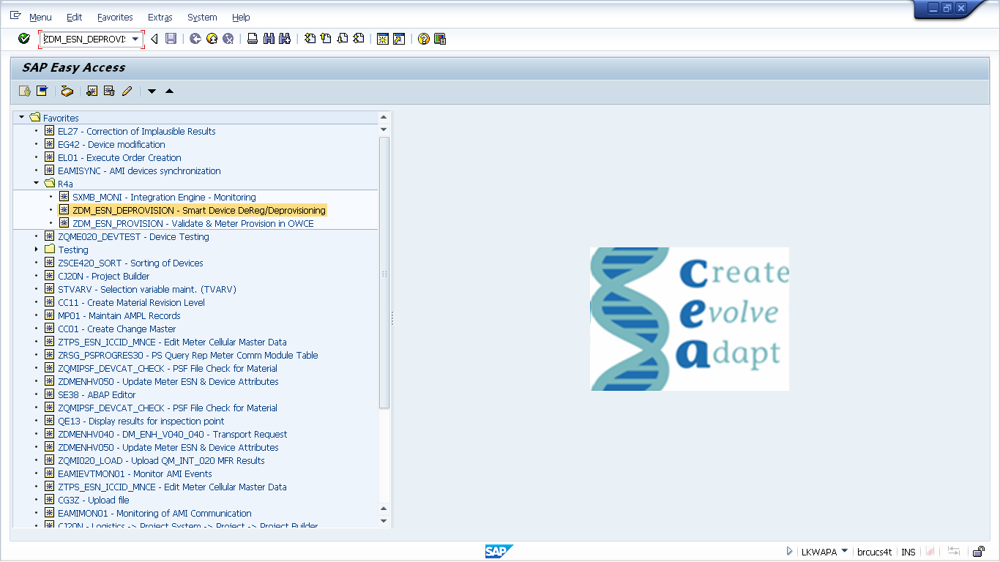 Menu Edit Favorites Extras System Help
ZDM_ESN_DEPROVI:
SAP Easy Access
Favorites
EL27 - Correction of Implausible Results
EG42 - Device modification
EL01 - Execute Order Creation
EAMISYNC - AMI devices synchronization
R4a
SXMB_MONI - Integration Engine - Monitoring
ZDM_ESN_DEPROVISION - Smart Device DeReg/Deprovisioning
ZDM_ESN_PROVISION - Validate & Meter Provision in OWCE
ZQME020_DEVTEST - Device Testing
Testing
ZSCE420_SORT - Sorting of Devices
CJ20N - Project Builder
STVARV - Selection variable maint. (TVARV)
CC11 - Create Material Revision Level
MP01 - Maintain AMPL Records
CC01 - Create Change Master
ZTPS_ESN_ICCID_MNCE - Edit Meter Cellular Master Data
ZRSG_PSPROGRES30 - PS Query Rep Meter Comm Module Table
ZQMIPSF_DEVCAT_CHECK - PSF File Check for Material
ZDMENHV050 - Update Meter ESN & Device Attributes
SE38 - ABAP Editor
ZQMIPSF_DEVCAT_CHECK - PSF File Check for Material
QE13 - Display results for inspection point
ZDMENHV040 - DM_ENH_V040_040 - Transport Request
ZDMENHV050 - Update Meter ESN & Device Attributes
ZQMI020_LOAD - Upload QM_INT_020 MFR Results
EAMIEVTMON01 - Monitor AMI Events
ZTPS_ESN_ICCID_MNCE - Edit Meter Cellular Master Data
CG3Z - Upload file
EAMIMON01 - Monitoring of AMI Communication
CJ20N - Logistics -> Project System -> Project -> Project Builder
Create
evolve
adapt
SAP
LKWAPA brcucs4t INS